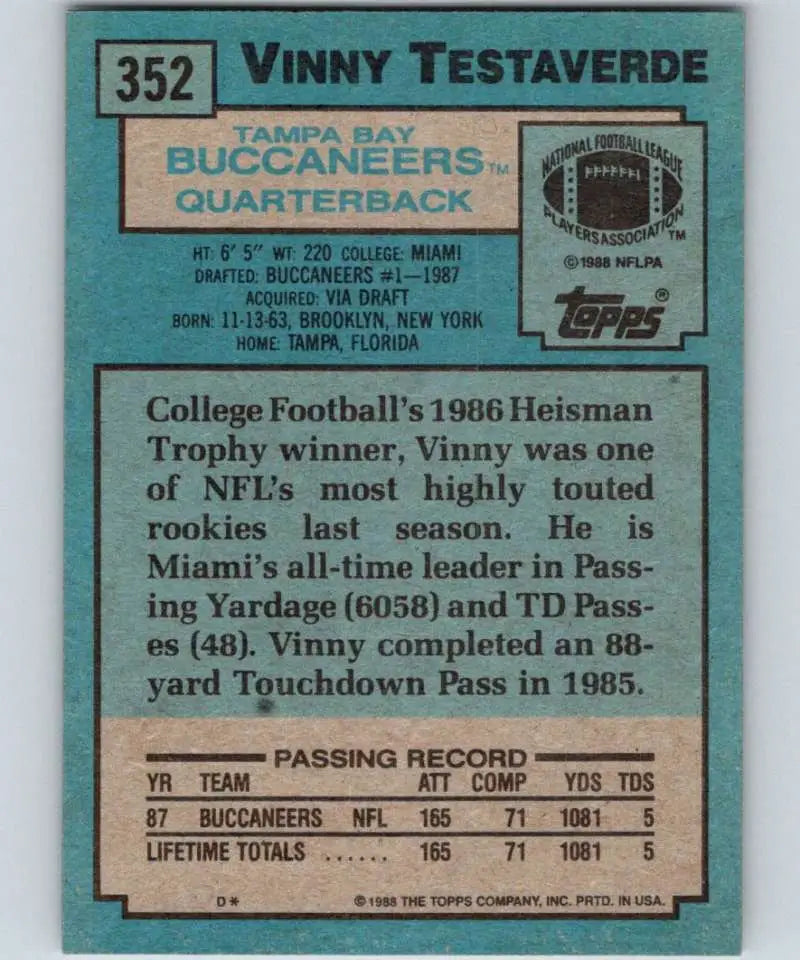 352
VINNY TESTAVERDE
TAMPA BAY
BUCCANEERS™
QUARTERBACK
NATIONAL FOOTBALL LEAGUE
PLAYERS ASSOCIATION™
©1988 NFLPA
Topps®
HT: 6' 5" WT: 220 COLLEGE: MIAMI
DRAFTED: BUCCANEERS #1—1987
ACQUIRED: VIA DRAFT
BORN: 11-13-63, BROOKLYN, NEW YORK
HOME: TAMPA, FLORIDA
College Football's 1986 Heisman
Trophy winner, Vinny was one
of NFL's most highly touted
rookies last season. He is
Miami's all-time leader in Pass-
ing Yardage (6058) and TD Pass-
es (48). Vinny completed an 88-
yard Touchdown Pass in 1985.
PASSING RECORD
YR TEAM ATT COMP YDS TDS
87 BUCCANEERS NFL 165 71 1081 5
LIFETIME TOTALS ...... 165 71 1081 5
D* ©1988 THE TOPPS COMPANY, INC. PRTD. IN USA.